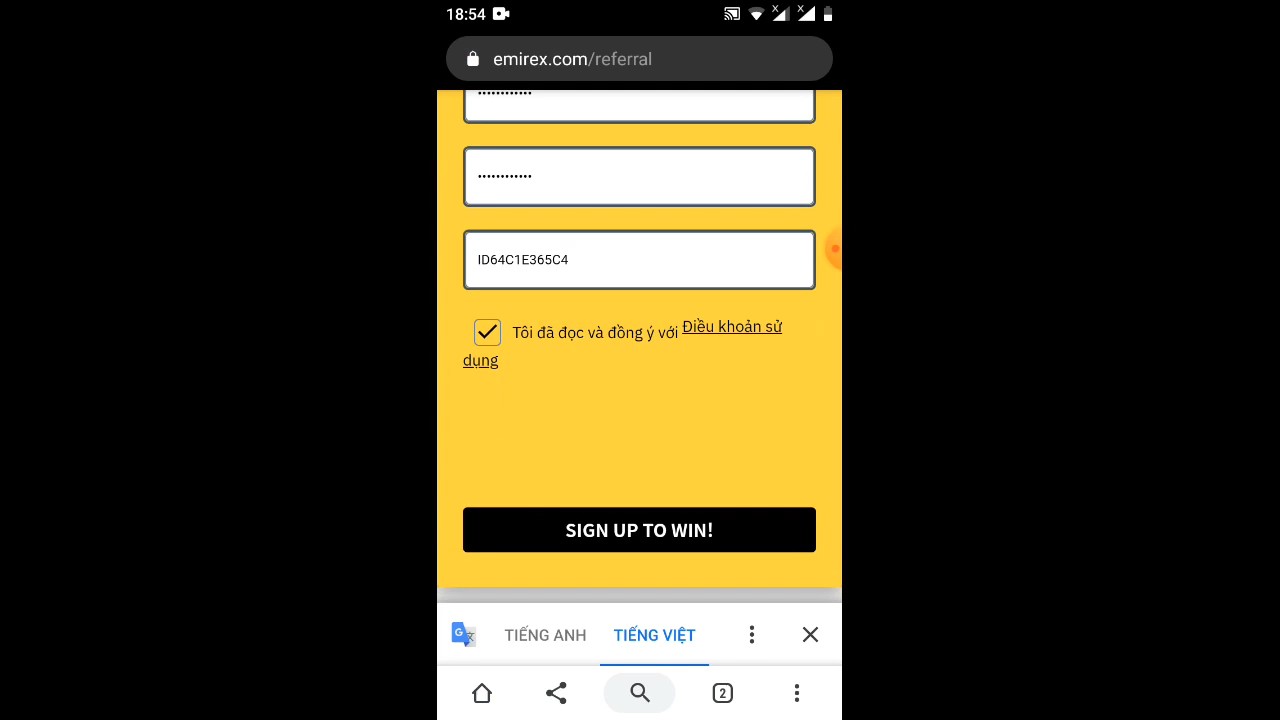 18:54
emirex.com/referral
••••••••••••
••••••••••••
ID64C1E365C4
Tôi đã đọc và đồng ý với Điều khoản sử
dụng
SIGN UP TO WIN!
TIẾNG ANH TIẾNG VIỆT
2